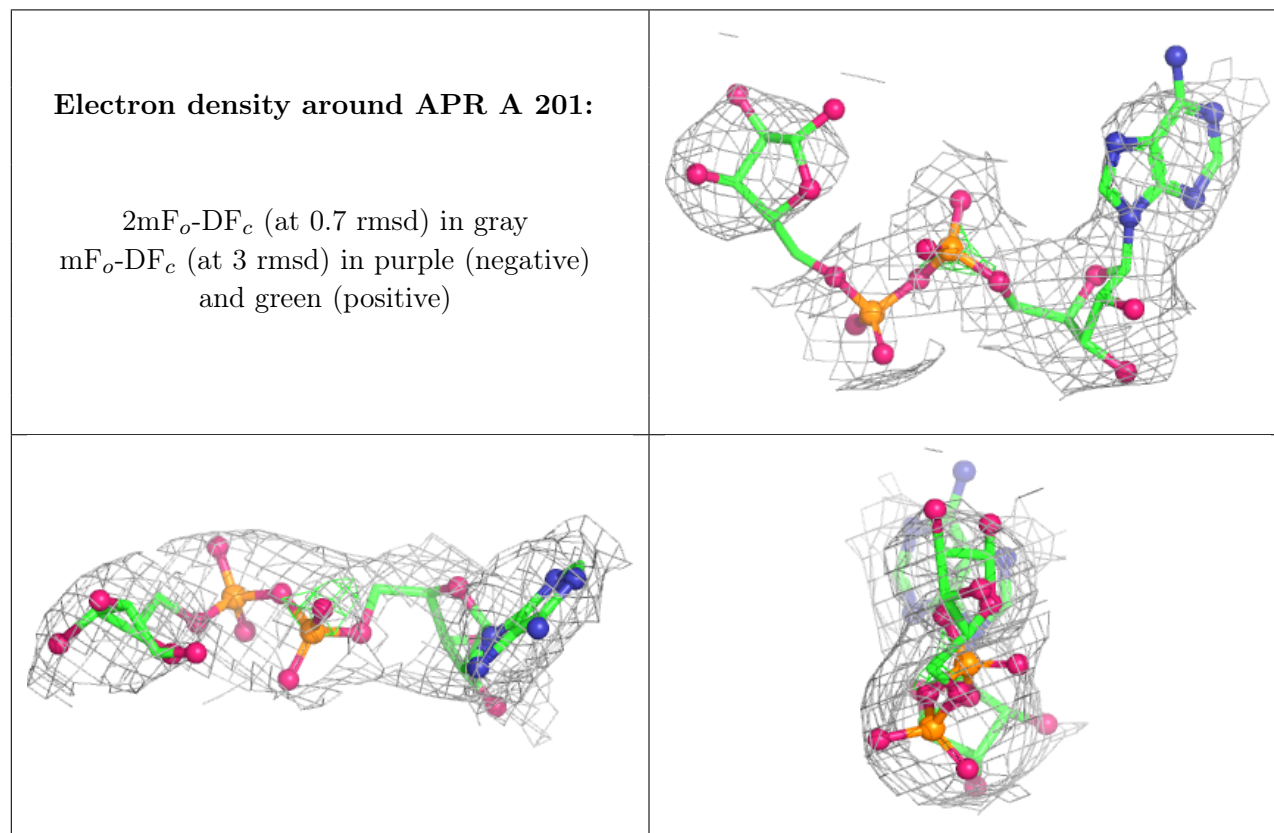 Electron density around APR A 201:
2mFo-DFc (at 0.7 rmsd) in gray
mFo-DFc (at 3 rmsd) in purple (negative)
and green (positive)